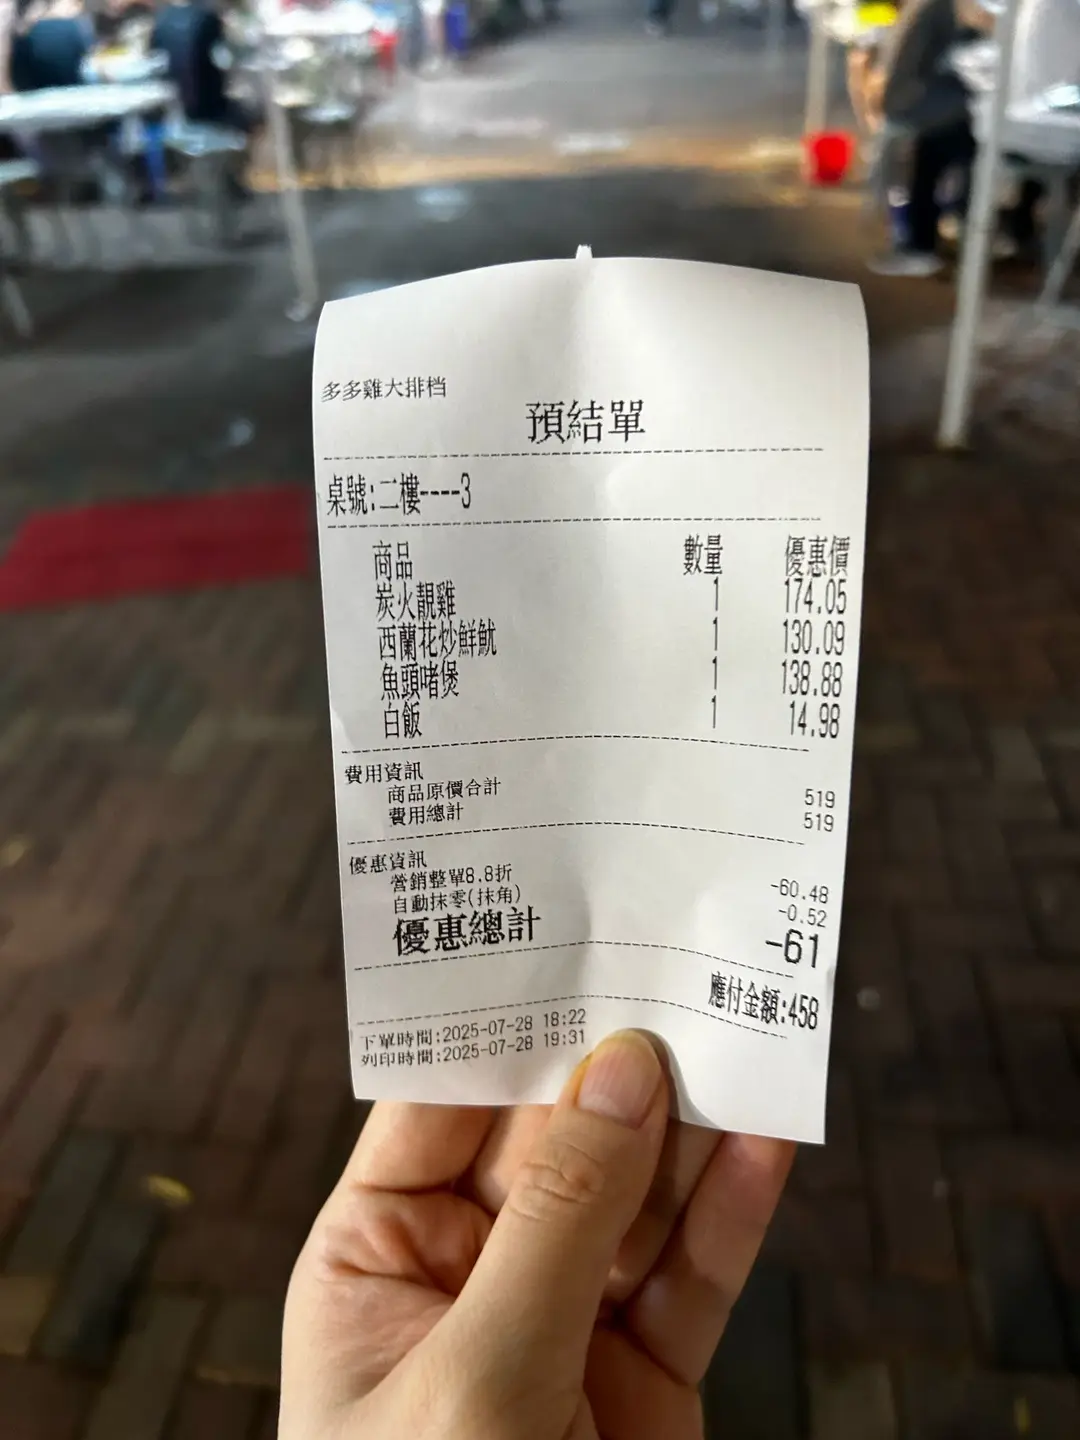 多多雞大排档
預結單
桌號:二樓----3
商品 數量 優惠價
炭火靚雞 1 174.05
西蘭花炒鮮魷 1 130.09
魚頭啫煲 1 138.88
白飯 1 14.98
費用資訊
商品原價合計 519
費用總計 519
優惠資訊
營銷整單8.8折 -60.48
自動抹零(抹角) -0.52
優惠總計 -61
應付金額:458
下單時間:2025-07-28 18:22
列印時間:2025-07-28 19:31